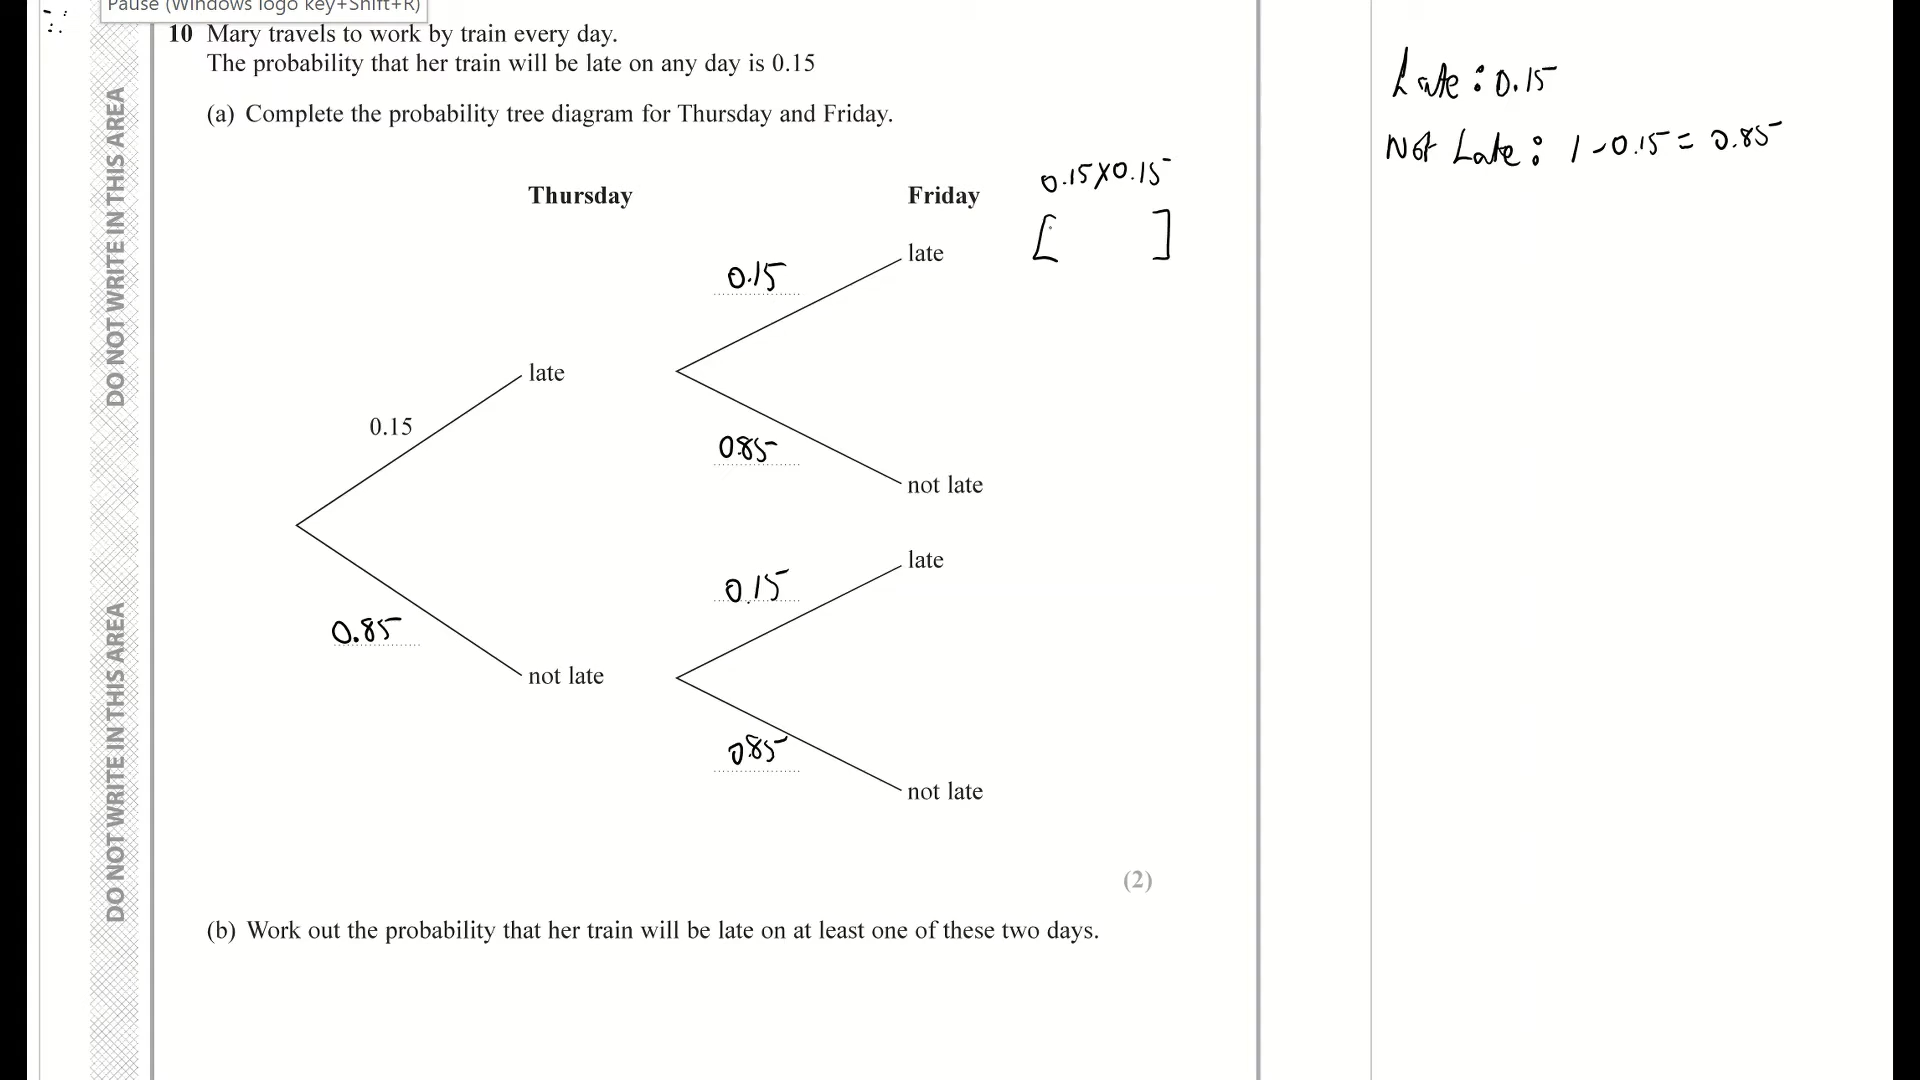 Pause (Windows logo key+Shift+R)
10 Mary travels to work by train every day.
The probability that her train will be late on any day is 0.15
(a) Complete the probability tree diagram for Thursday and Friday.
Late : 0.15
Not Late : 1 - 0.15 = 0.85
0.15 X 0.15
Thursday
Friday
[ ]
late
0.15
late
0.15
0.85
not late
late
0.15
0.85
not late
0.85
not late
(2)
(b) Work out the probability that her train will be late on at least one of these two days.
DO NOT WRITE IN THIS AREA
DO NOT WRITE IN THIS AREA